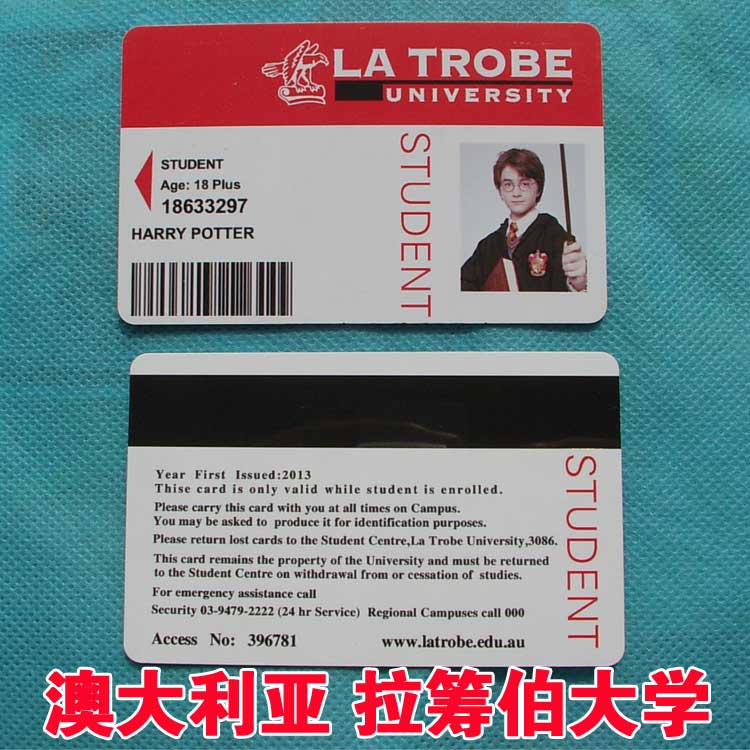 LA TROBE
UNIVERSITY
STUDENT
Age: 18 Plus
18633297
HARRY POTTER
STUDENT
Year First Issued:2013
Thise card is only valid while student is enrolled.
Please carry this card with you at all times on Campus.
You may be asked to produce it for identification purposes.
Please return lost cards to the Student Centre,La Trobe University,3086.
This card remains the property of the University and must be returned
to the Student Centre on withdrawal from or cessation of studies.
For emergency assistance call
Security 03-9479-2222 (24 hr Service) Regional Campuses call 000
Access No: 396781 www.latrobe.edu.au
STUDENT
澳大利亚 拉筹伯大学